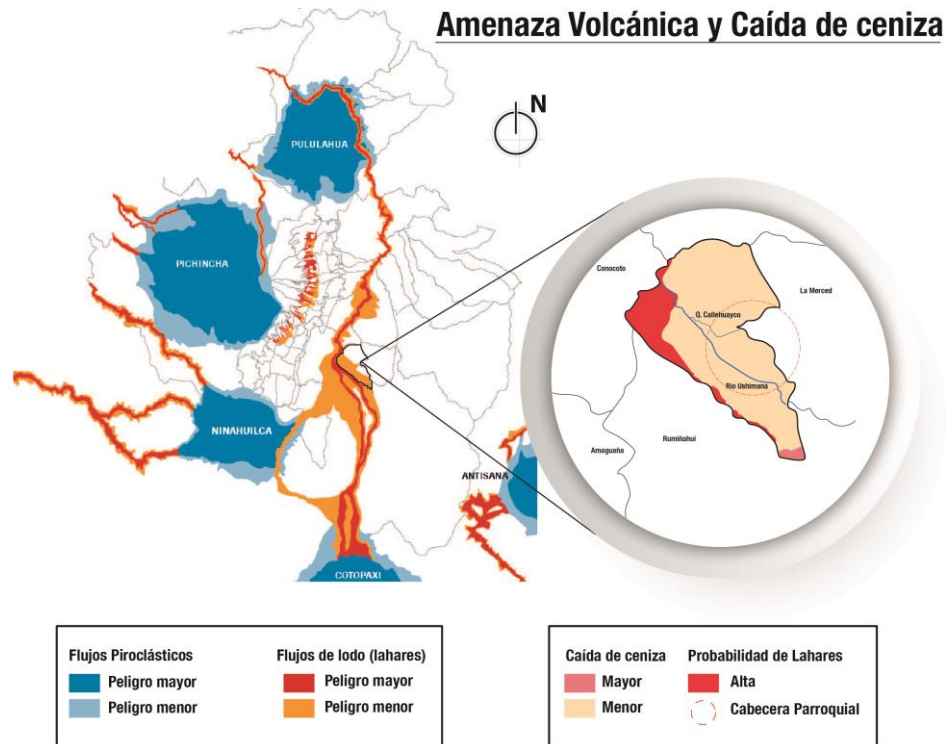 Amenaza Volcánica y Caída de ceniza
N
PULULAHUA
PICHINCHA
NINAHUILCA
ANTISANA
COTOPAXI
Conocoto
La Merced
Q. Callehuayco
Río Ushimana
Rumiñahui
Amaguaña
Flujos Piroclásticos
Peligro mayor
Peligro menor
Flujos de lodo (lahares)
Peligro mayor
Peligro menor
Caída de ceniza
Mayor
Menor
Probabilidad de Lahares
Alta
Cabecera Parroquial